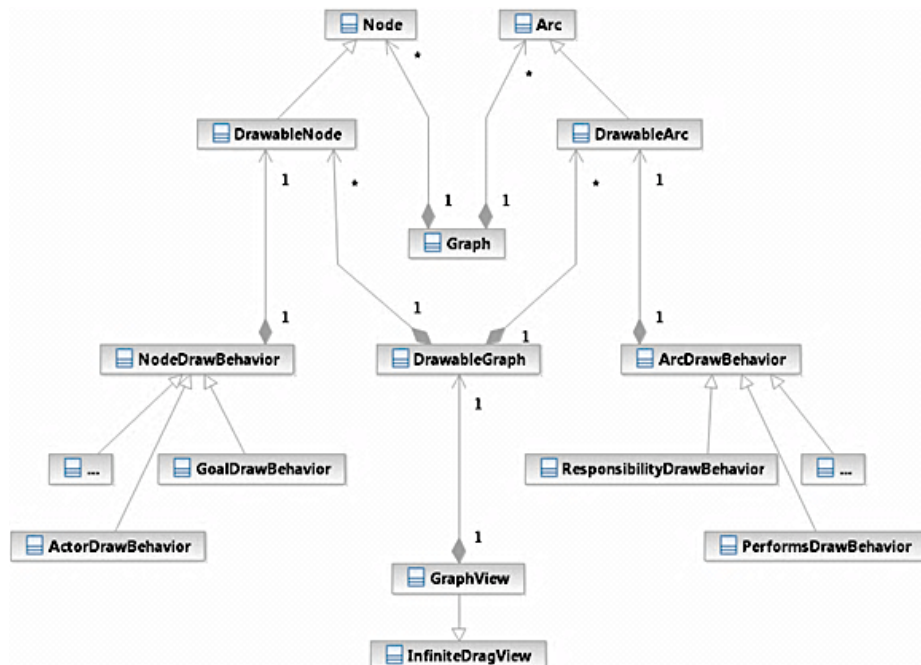 Node
Arc
*
*
DrawableNode
DrawableArc
1
*
*
1
1
1
Graph
1
1
1
1
NodeDrawBehavior
DrawableGraph
ArcDrawBehavior
1
...
GoalDrawBehavior
ResponsibilityDrawBehavior
...
ActorDrawBehavior
PerformsDrawBehavior
1
GraphView
InfiniteDragView